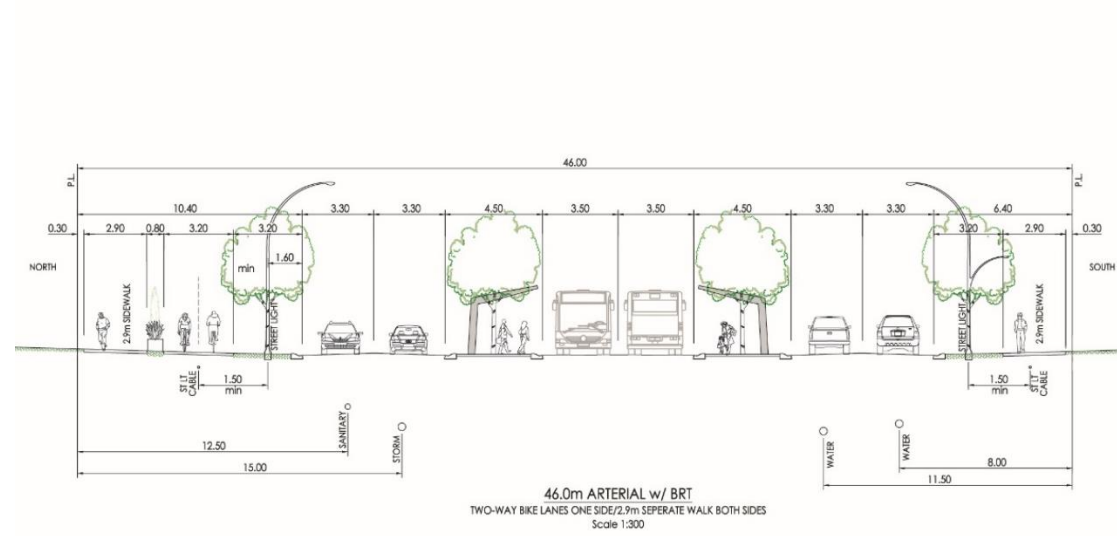 46.00
P.L.
P.L.
10.40
3.30
3.30
4.50
3.50
3.50
4.50
3.30
3.30
6.40
0.30
2.90
0.80
3.20
3.20
3.20
2.90
0.30
min
1.60
NORTH
SOUTH
2.9m SIDEWALK
STREET LIGHT
STREET LIGHT
2.9m SIDEWALK
ST LT
CABLE
1.50
min
1.50
min
ST LT
CABLE
SANITARY
STORM
WATER
WATER
12.50
15.00
8.00
11.50
46.0m ARTERIAL w/ BRT
TWO-WAY BIKE LANES ONE SIDE/2.9m SEPERATE WALK BOTH SIDES
Scale 1:300